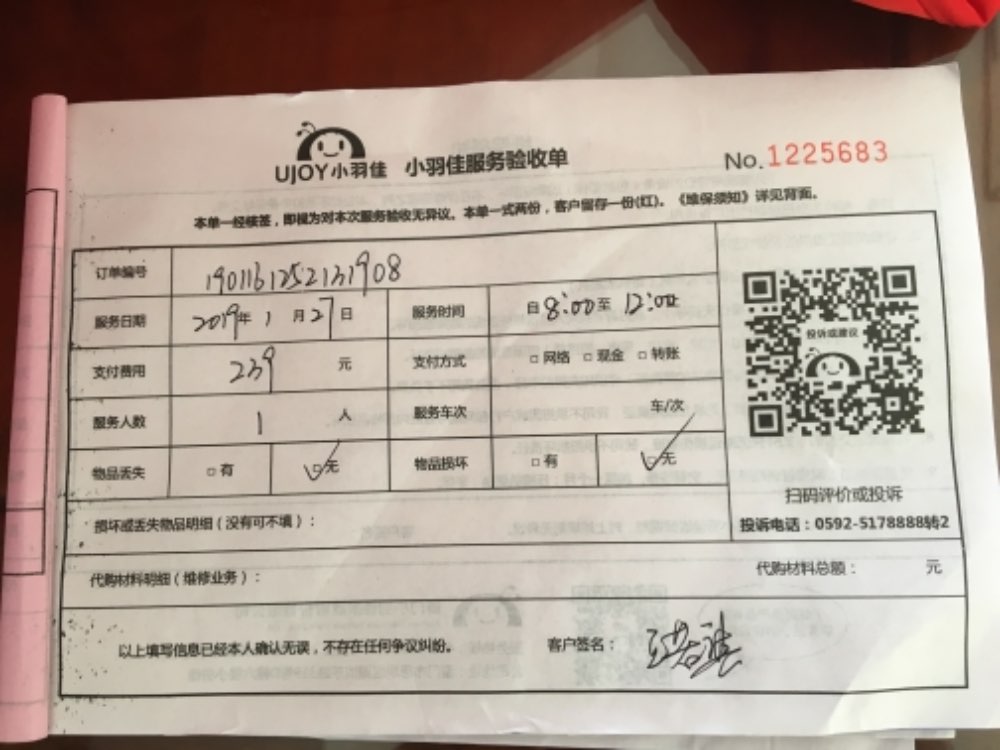 UJOY小羽佳 小羽佳服务验收单 No.1225683
本单一经核签，即视为对本次服务验收无异议。本单一式两份，客户留存一份(红)。《维保须知》详见背面。
订单编号 1901161252131908
服务日期 2019年 1 月 27 日 服务时间 自 8:00 至 12:00止
支付费用 239 元 支付方式 □网络 □现金 □转账
服务人数 1 人 服务车次 车/次
物品丢失 □有 ☑无 物品损坏 □有 ☑无
投诉或建议
扫码评价或投诉
投诉电话：0592-5178888转2
损坏或丢失物品明细（没有可不填）：
代购材料明细（维修业务）： 代购材料总额： 元
以上填写信息已经本人确认无误，不存在任何争议纠纷。 客户签名：